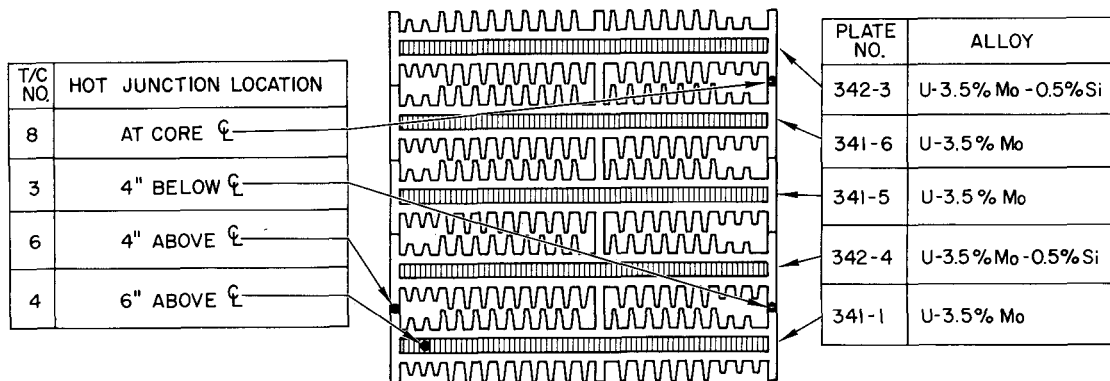 T/C NO. HOT JUNCTION LOCATION
8 AT CORE ℄
3 4" BELOW ℄
6 4" ABOVE ℄
4 6" ABOVE ℄
PLATE NO. ALLOY
342-3 U-3.5% Mo-0.5% Si
341-6 U-3.5% Mo
341-5 U-3.5% Mo
342-4 U-3.5% Mo-0.5% Si
341-1 U-3.5% Mo